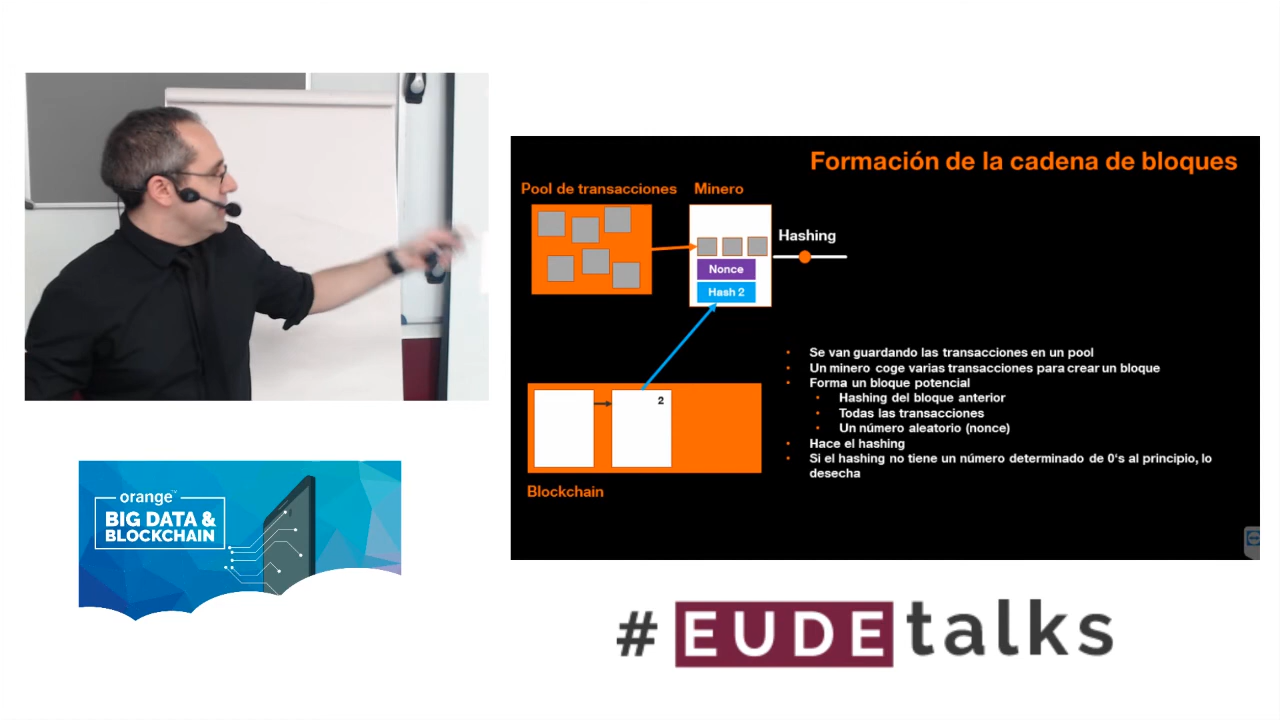 Formación de la cadena de bloques
Pool de transacciones
Minero
Hashing
Nonce
Hash 2
2
Blockchain
• Se van guardando las transacciones en un pool
• Un minero coge varias transacciones para crear un bloque
• Forma un bloque potencial
• Hashing del bloque anterior
• Todas las transacciones
• Un número aleatorio (nonce)
• Hace el hashing
• Si el hashing no tiene un número determinado de 0's al principio, lo
desecha
orange™
BIG DATA &
BLOCKCHAIN
# EUDE talks